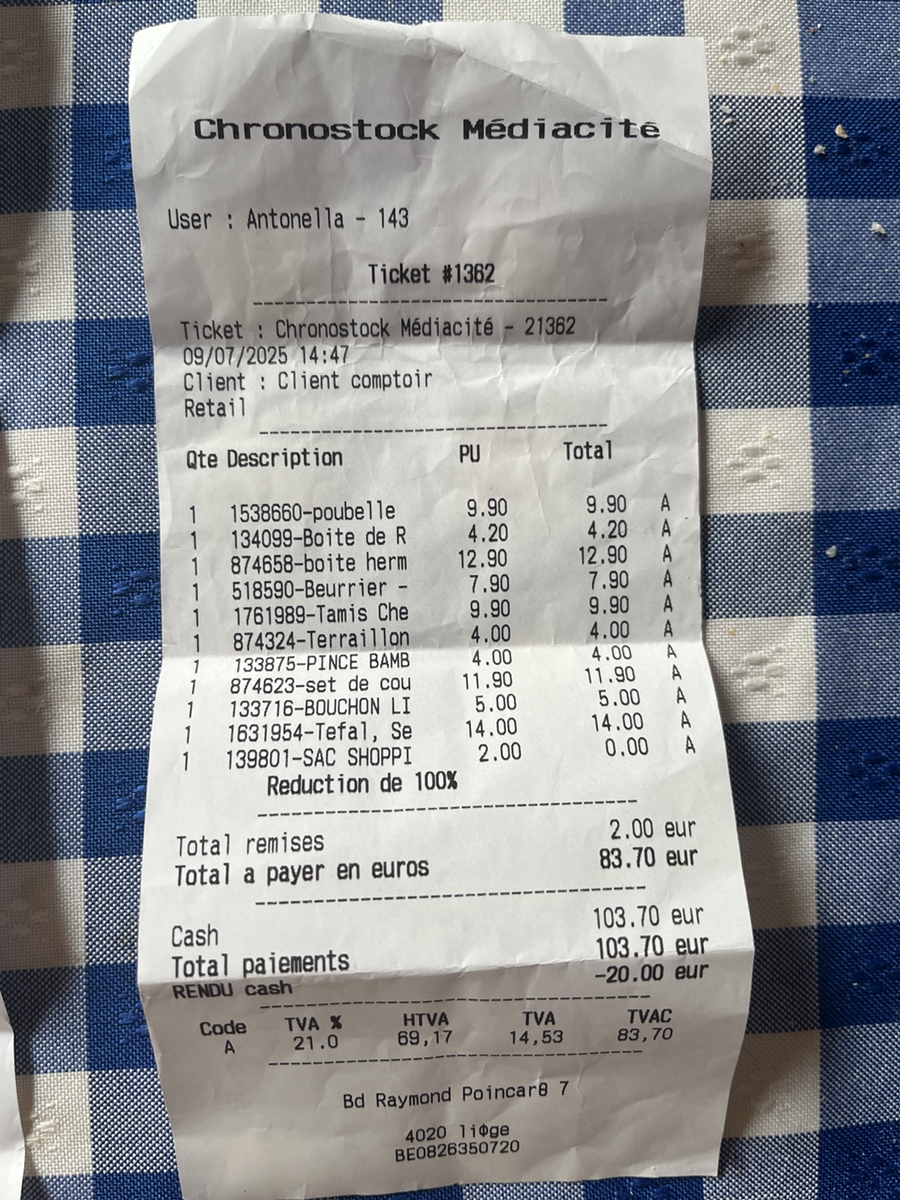 Chronostock Médiacité
User : Antonella - 143
Ticket #1362
Ticket : Chronostock Médiacité - 21362
09/07/2025 14:47
Client : Client comptoir
Retail
Qte Description PU Total
1 1538660-poubelle 9.90 9.90 A
1 134099-Boite de R 4.20 4.20 A
1 874658-boite herm 12.90 12.90 A
1 518590-Beurrier - 7.90 7.90 A
1 1761989-Tamis Che 9.90 9.90 A
1 874324-Terraillon 4.00 4.00 A
1 133875-PINCE BAMB 4.00 4.00 A
1 874623-set de cou 11.90 11.90 A
1 133716-BOUCHON LI 5.00 5.00 A
1 1631954-Tefal, Se 14.00 14.00 A
1 139801-SAC SHOPPI 2.00 0.00 A
Reduction de 100%
Total remises 2.00 eur
Total a payer en euros 83.70 eur
Cash 103.70 eur
Total paiements 103.70 eur
RENDU cash -20.00 eur
Code TVA % HTVA TVA TVAC
A 21.0 69,17 14,53 83,70
Bd Raymond Poincarθ 7
4020 liΦge
BE0826350720